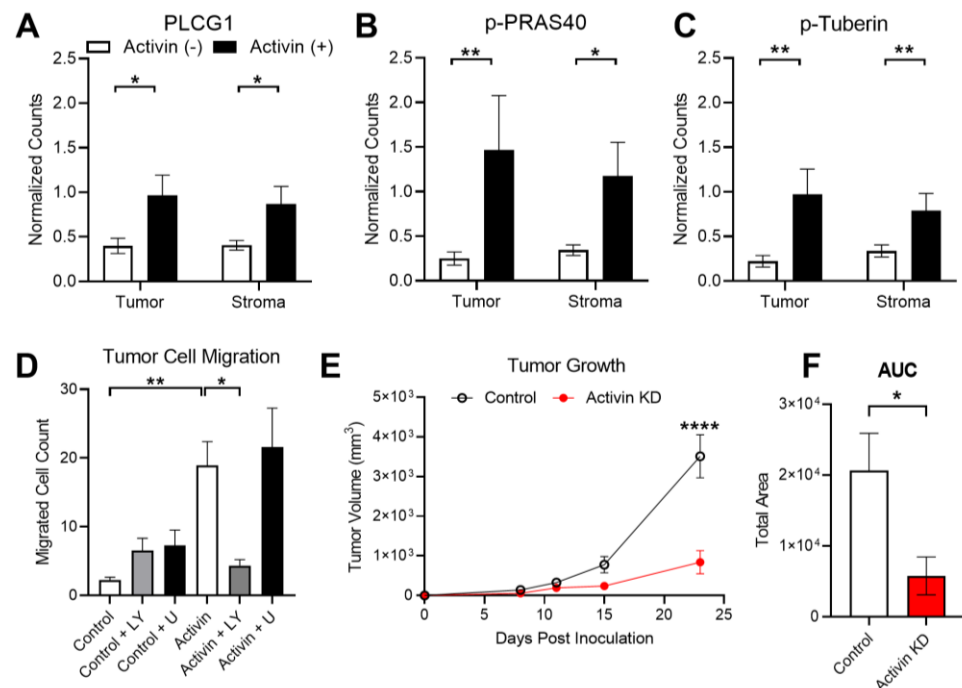 A
PLCG1
Activin (-)
Activin (+)
Normalized Counts
2.5
2.0
1.5
1.0
0.5
0.0
*
*
Tumor
Stroma
B
p-PRAS40
Normalized Counts
2.5
2.0
1.5
1.0
0.5
0.0
**
*
Tumor
Stroma
C
p-Tuberin
Normalized Counts
2.5
2.0
1.5
1.0
0.5
0.0
**
**
Tumor
Stroma
D
Tumor Cell Migration
Migrated Cell Count
30
20
10
0
**
*
Control
Control + LY
Control + U
Activin
Activin + LY
Activin + U
E
Tumor Growth
Control
Activin KD
Tumor Volume (mm³)
5×10³
4×10³
3×10³
2×10³
1×10³
0
****
0
5
10
15
20
25
Days Post Inoculation
F
AUC
Total Area
3×10⁴
2×10⁴
1×10⁴
0
*
Control
Activin KD